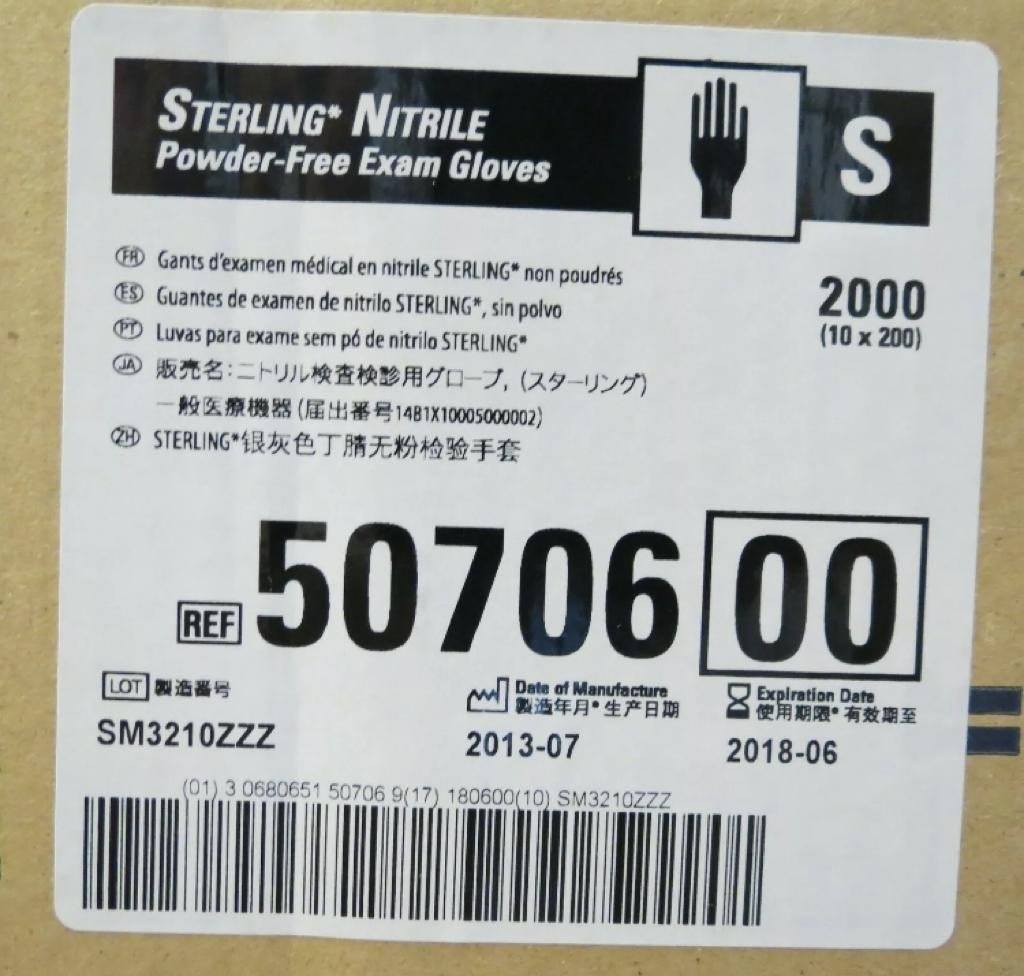 STERLING* NITRILE
Powder-Free Exam Gloves
S
FR Gants d'examen médical en nitrile STERLING* non poudrés
ES Guantes de examen de nitrilo STERLING*, sin polvo
PT Luvas para exame sem pó de nitrilo STERLING*
JA 販売名:ニトリル検査検診用グローブ, (スターリング)
一般医療機器 (届出番号14B1X10005000002)
ZH STERLING*银灰色丁腈无粉检验手套
2000
(10 x 200)
REF 50706 00
LOT 製造番号
SM3210ZZZ
Date of Manufacture
製造年月* 生产日期
2013-07
Expiration Date
使用期限* 有效期至
2018-06
(01) 3 0680651 50706 9(17) 180600(10) SM3210ZZZ